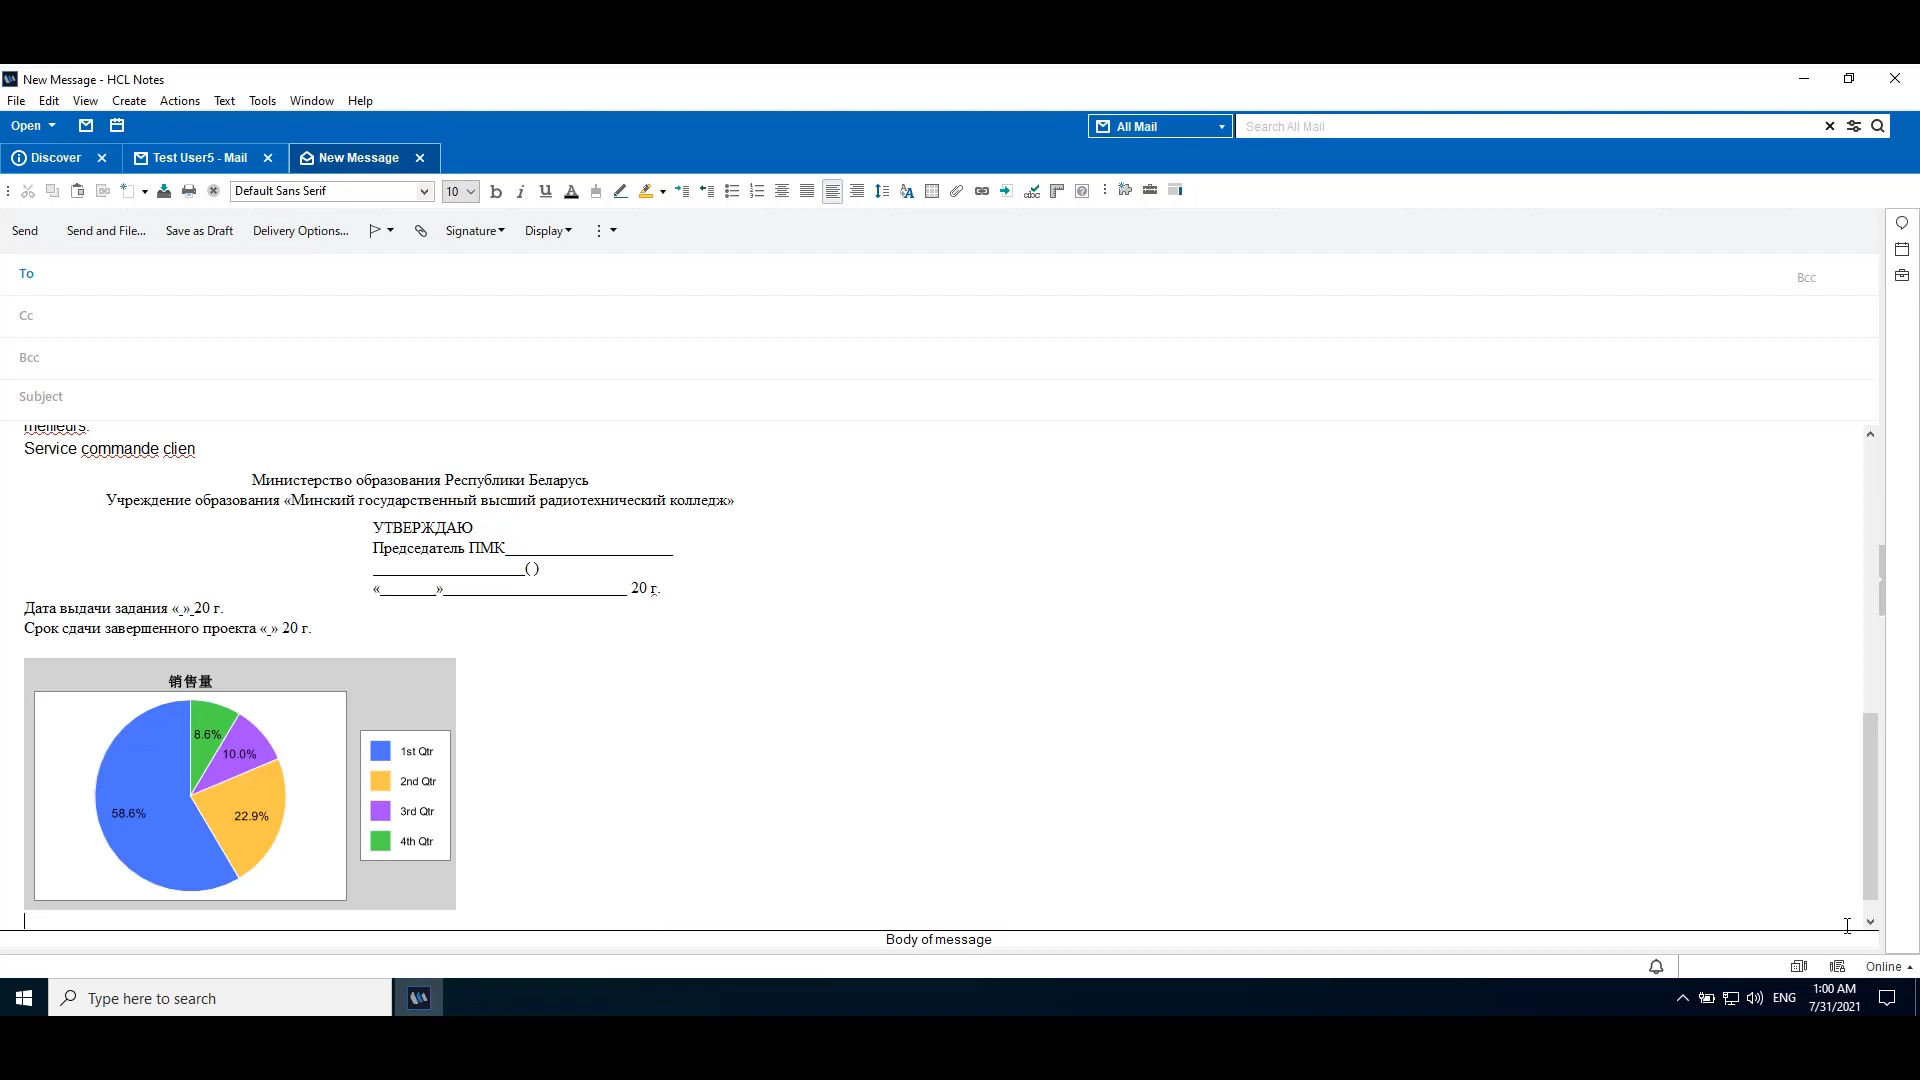 New Message - HCL Notes
File Edit View Create Actions Text Tools Window Help
Open All Mail Search All Mail
Discover Test User5 - Mail New Message
Default Sans Serif 10
Send Send and File... Save as Draft Delivery Options... Signature Display
To Bcc
Cc
Bcc
Subject
meilleurs.
Service commande clien
Министерство образования Республики Беларусь
Учреждение образования «Минский государственный высший радиотехнический колледж»
УТВЕРЖДАЮ
Председатель ПМК_____________________
___________________( )
«_______»_______________________ 20 г.
Дата выдачи задания «_»_20 г.
Срок сдачи завершенного проекта «_» 20 г.
销售量
8.6%
10.0%
58.6%
22.9%
1st Qtr
2nd Qtr
3rd Qtr
4th Qtr
Body of message
Online
Type here to search
ENG
1:00 AM
7/31/2021